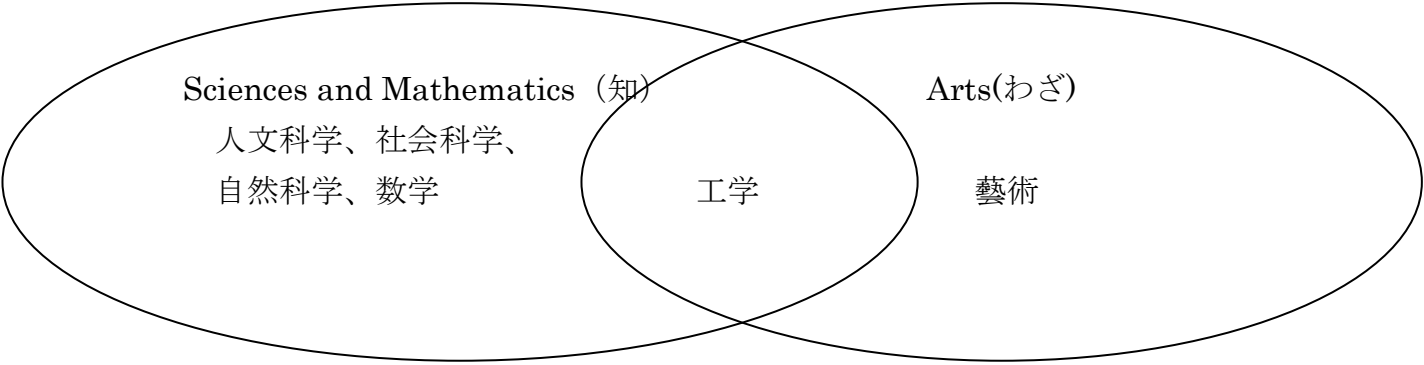 Sciences and Mathematics（知） Arts(わざ)
人文科学、社会科学、
自然科学、数学 工学 藝術